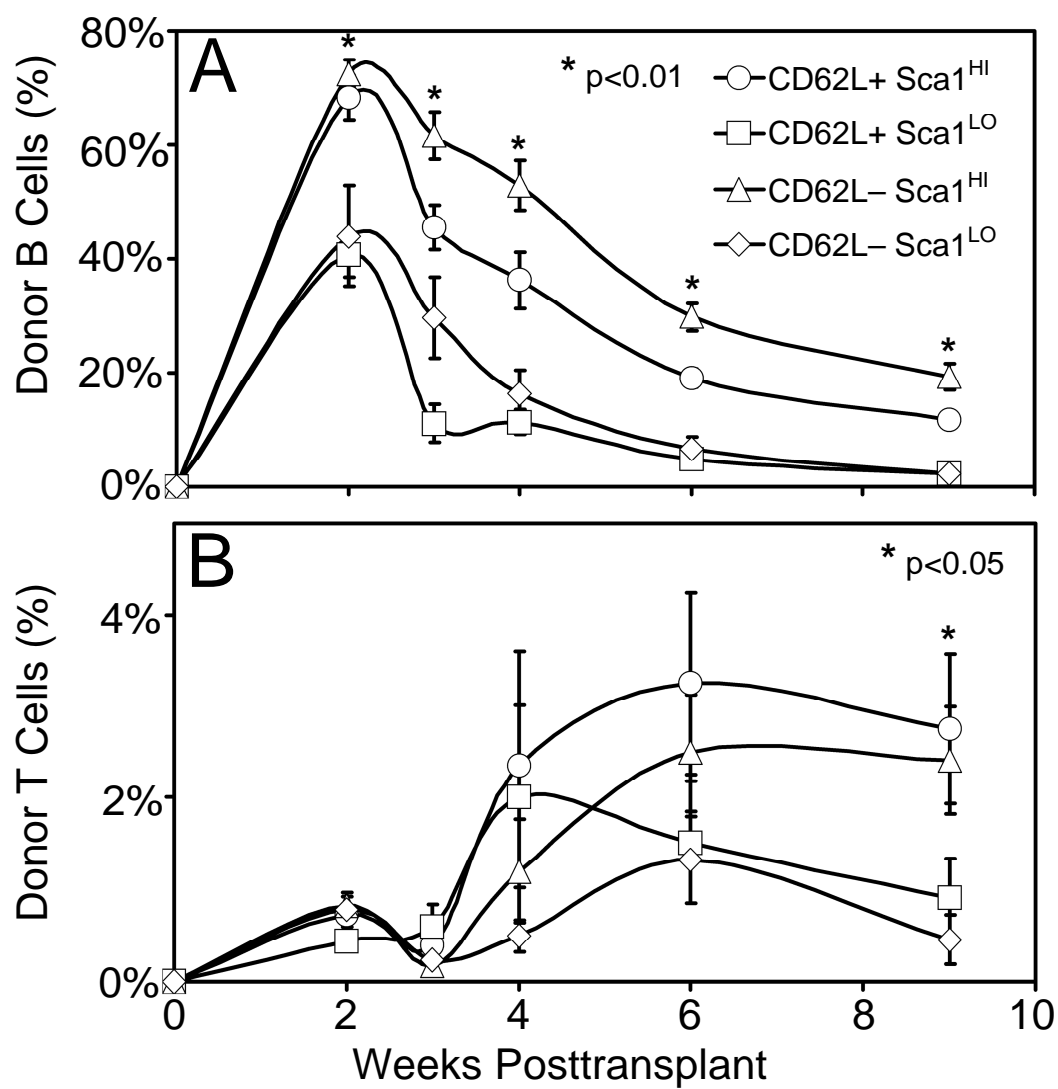 80%
60%
40%
20%
0%
Donor B Cells (%)
A
* * * * * *
* p<0.01
CD62L+ Sca1HI
CD62L+ Sca1LO
CD62L– Sca1HI
CD62L– Sca1LO
4%
2%
0%
Donor T Cells (%)
B
* p<0.05
*
0 2 4 6 8 10
Weeks Posttransplant